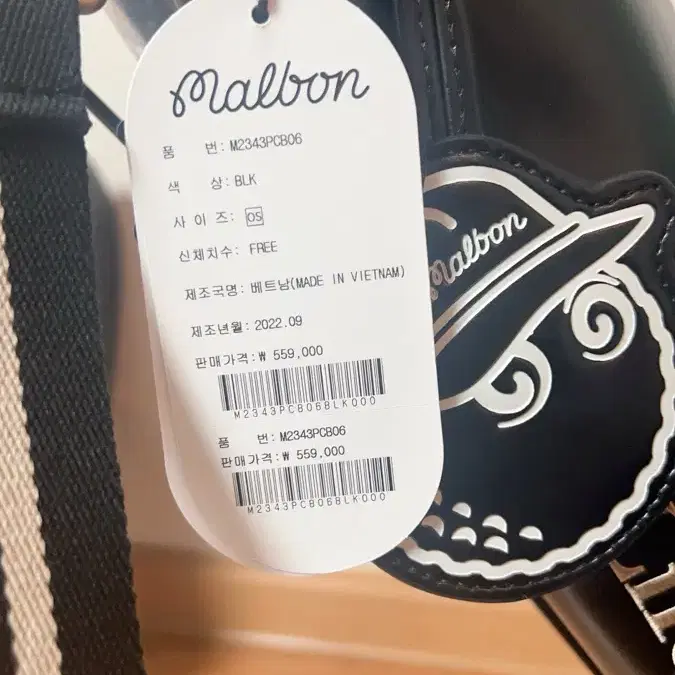 malbon
품 번: M2343PCB06
색 상: BLK
사 이 즈: OS
신체치수: FREE
제조국명: 베트남(MADE IN VIETNAM)
제조년월: 2022.09
판매가격:₩ 559,000
M2343PCB06BLK000
품 번: M2343PCB06
판매가격:₩ 559,000
M2343PCB06BLK000
malbon